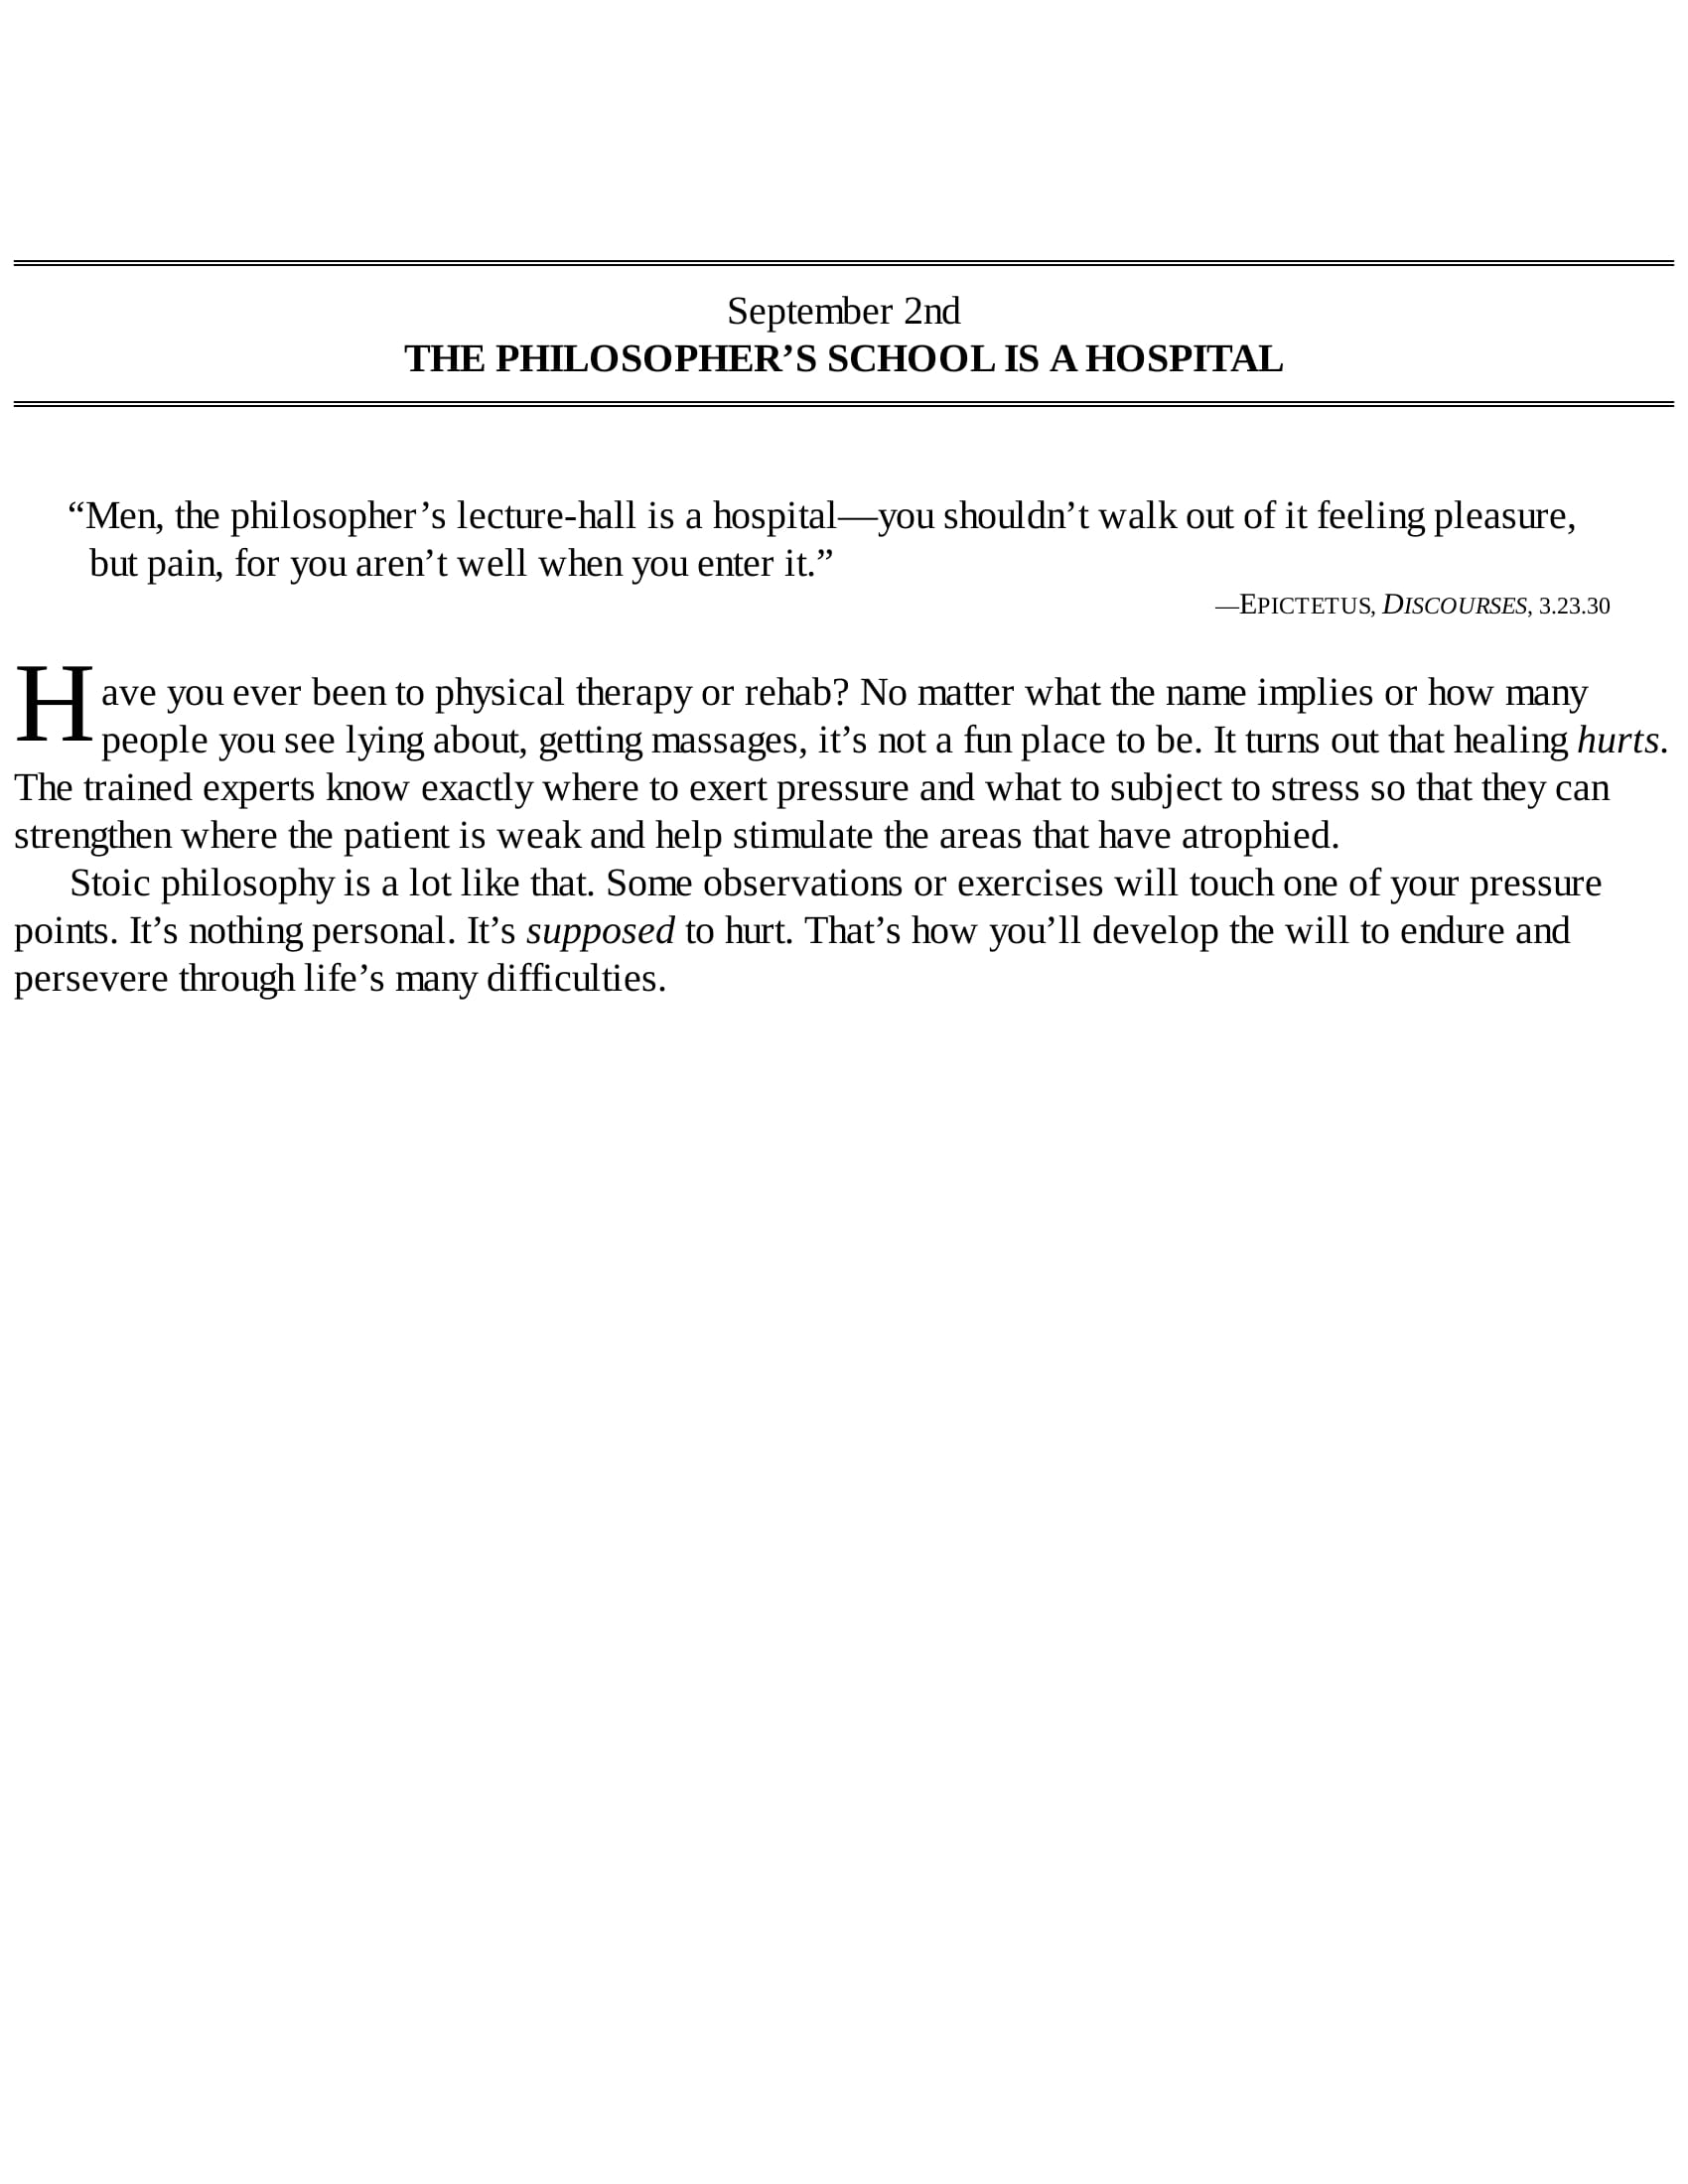 September 2nd
THE PHILOSOPHER’S SCHOOL IS A HOSPITAL
“Men, the philosopher’s lecture-hall is a hospital—you shouldn’t walk out of it feeling pleasure,
but pain, for you aren’t well when you enter it.”
—EPICTETUS, DISCOURSES, 3.23.30
Have you ever been to physical therapy or rehab? No matter what the name implies or how many
people you see lying about, getting massages, it’s not a fun place to be. It turns out that healing hurts.
The trained experts know exactly where to exert pressure and what to subject to stress so that they can
strengthen where the patient is weak and help stimulate the areas that have atrophied.
Stoic philosophy is a lot like that. Some observations or exercises will touch one of your pressure
points. It’s nothing personal. It’s supposed to hurt. That’s how you’ll develop the will to endure and
persevere through life’s many difficulties.